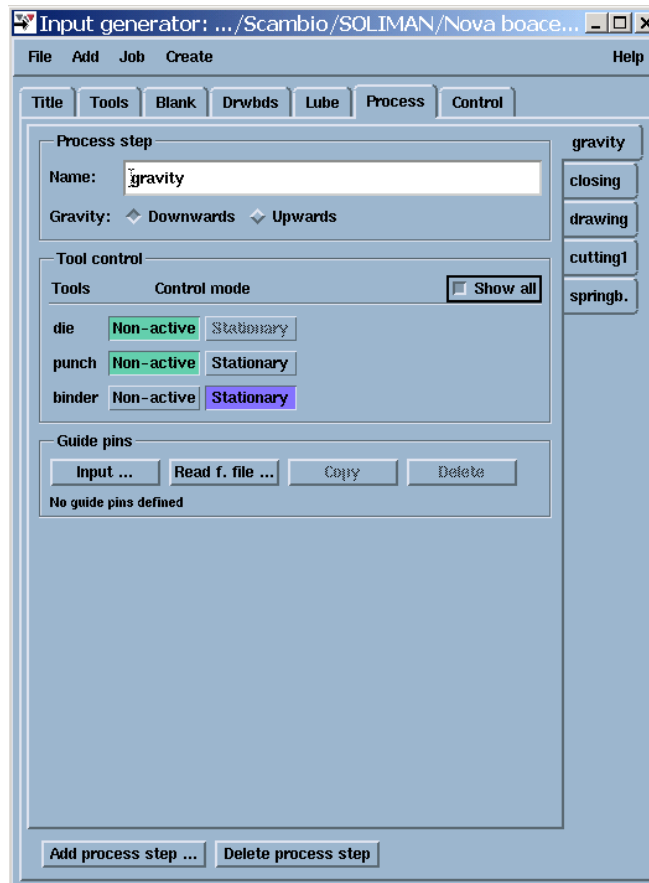 Input generator: .../Scambio/SOLIMAN/Nova boace...
File Add Job Create Help
Title Tools Blank Drwbds Lube Process Control
Process step
Name: gravity
Gravity: Downwards Upwards
Tool control
Tools Control mode Show all
die Non-active Stationary
punch Non-active Stationary
binder Non-active Stationary
Guide pins
Input ... Read f. file ... Copy Delete
No guide pins defined
gravity
closing
drawing
cutting1
springb.
Add process step ... Delete process step